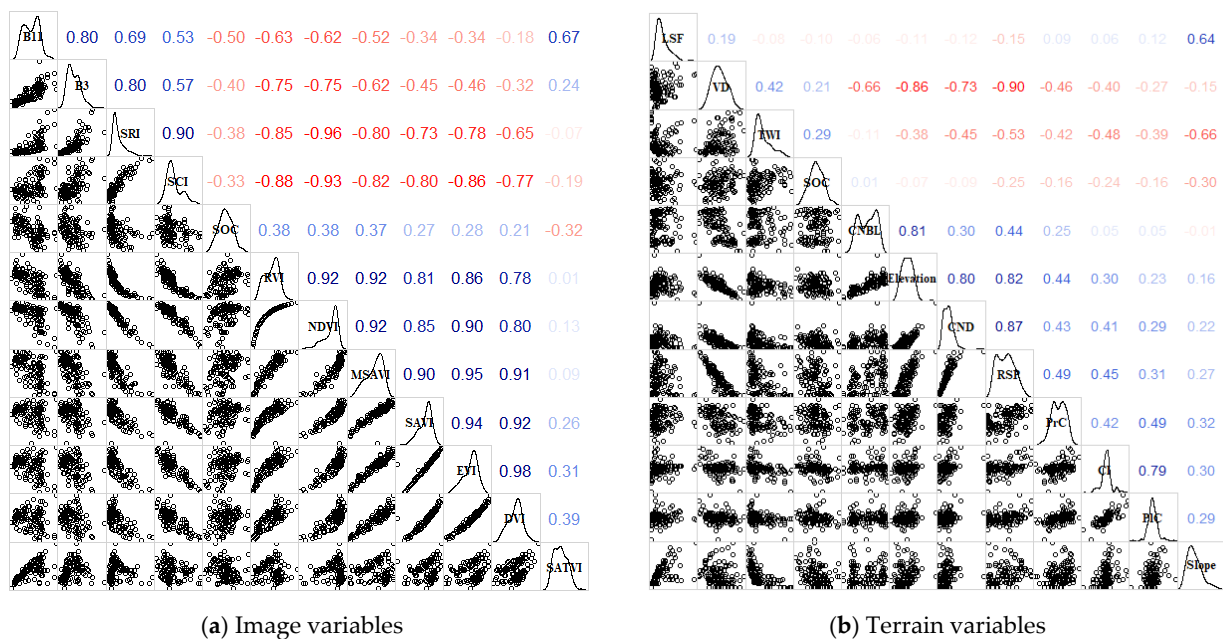 B11 0.80 0.69 0.53 -0.50 -0.63 -0.62 -0.52 -0.34 -0.34 -0.18 0.67
B3 0.80 0.57 -0.40 -0.75 -0.75 -0.62 -0.45 -0.46 -0.32 0.24
SRI 0.90 -0.38 -0.85 -0.96 -0.80 -0.73 -0.78 -0.65 -0.07
SCI -0.33 -0.88 -0.93 -0.82 -0.80 -0.86 -0.77 -0.19
SOC 0.38 0.38 0.37 0.27 0.28 0.21 -0.32
RVI 0.92 0.92 0.81 0.86 0.78 0.01
NDVI 0.92 0.85 0.90 0.80 0.13
MSAVI 0.90 0.95 0.91 0.09
SAVI 0.94 0.92 0.26
EVI 0.98 0.31
DVI 0.39
SATVI
(a) Image variables
LSF 0.19 -0.08 -0.10 -0.06 -0.11 -0.12 -0.15 0.09 0.06 0.12 0.64
VD 0.42 0.21 -0.66 -0.86 -0.73 -0.90 -0.46 -0.40 -0.27 -0.15
TWI 0.29 -0.11 -0.38 -0.45 -0.53 -0.42 -0.48 -0.39 -0.66
SOC 0.01 -0.07 -0.09 -0.25 -0.16 -0.24 -0.16 -0.30
CNBL 0.81 0.30 0.44 0.25 0.05 0.05 -0.01
Elevation 0.80 0.82 0.44 0.30 0.23 0.16
CND 0.87 0.43 0.41 0.29 0.22
RSP 0.49 0.45 0.31 0.27
PrC 0.42 0.49 0.32
CI 0.79 0.30
PlC 0.29
Slope
(b) Terrain variables